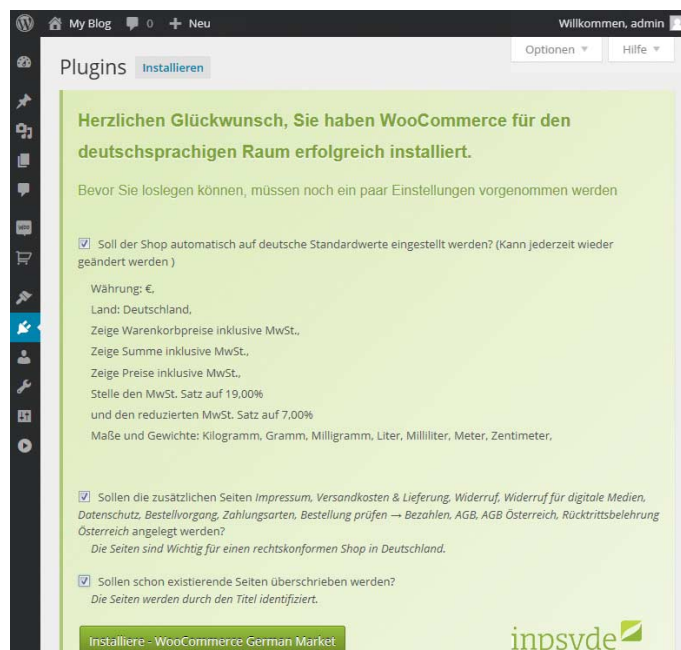 My Blog 0 + Neu Willkommen, admin
Optionen Hilfe
Plugins Installieren
Herzlichen Glückwunsch, Sie haben WooCommerce für den
deutschsprachigen Raum erfolgreich installiert.
Bevor Sie loslegen können, müssen noch ein paar Einstellungen vorgenommen werden
Soll der Shop automatisch auf deutsche Standardwerte eingestellt werden? (Kann jederzeit wieder
geändert werden )
Währung: €,
Land: Deutschland,
Zeige Warenkorbpreise inklusive MwSt.,
Zeige Summe inklusive MwSt.,
Zeige Preise inklusive MwSt.,
Stelle den MwSt. Satz auf 19,00%
und den reduzierten MwSt. Satz auf 7,00%
Maße und Gewichte: Kilogramm, Gramm, Milligramm, Liter, Milliliter, Meter, Zentimeter,
Sollen die zusätzlichen Seiten Impressum, Versandkosten & Lieferung, Widerruf, Widerruf für digitale Medien,
Datenschutz, Bestellvorgang, Zahlungsarten, Bestellung prüfen → Bezahlen, AGB, AGB Österreich, Rücktrittsbelehrung
Österreich angelegt werden?
Die Seiten sind Wichtig für einen rechtskonformen Shop in Deutschland.
Sollen schon existierende Seiten überschrieben werden?
Die Seiten werden durch den Titel identifiziert.
Installiere - WooCommerce German Market inpsyde